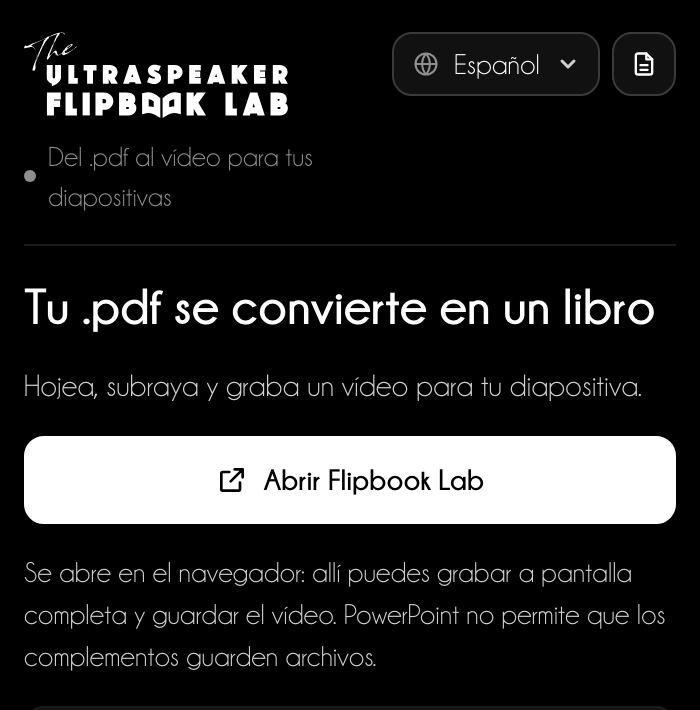 The
ULTRASPEAKER
FLIPBOOK LAB
Español
Del .pdf al vídeo para tus
diapositivas
Tu .pdf se convierte en un libro
Hojea, subraya y graba un vídeo para tu diapositiva.
Abrir Flipbook Lab
Se abre en el navegador: allí puedes grabar a pantalla
completa y guardar el vídeo. PowerPoint no permite que los
complementos guarden archivos.